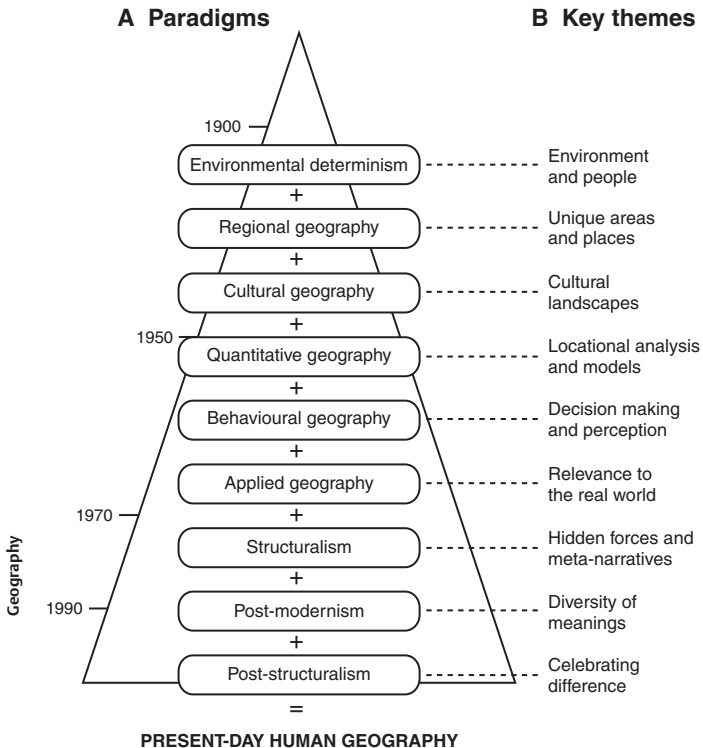 A Paradigms
B Key themes
1900
Environmental determinism
Environment
and people
+
Regional geography
Unique areas
and places
+
Cultural geography
Cultural
landscapes
+
1950
Quantitative geography
Locational analysis
and models
+
Behavioural geography
Decision making
and perception
+
Applied geography
Relevance to
the real world
+
1970
Structuralism
Hidden forces and
meta-narratives
+
Geography
1990
Post-modernism
Diversity of
meanings
+
Post-structuralism
Celebrating
difference
=
PRESENT-DAY HUMAN GEOGRAPHY